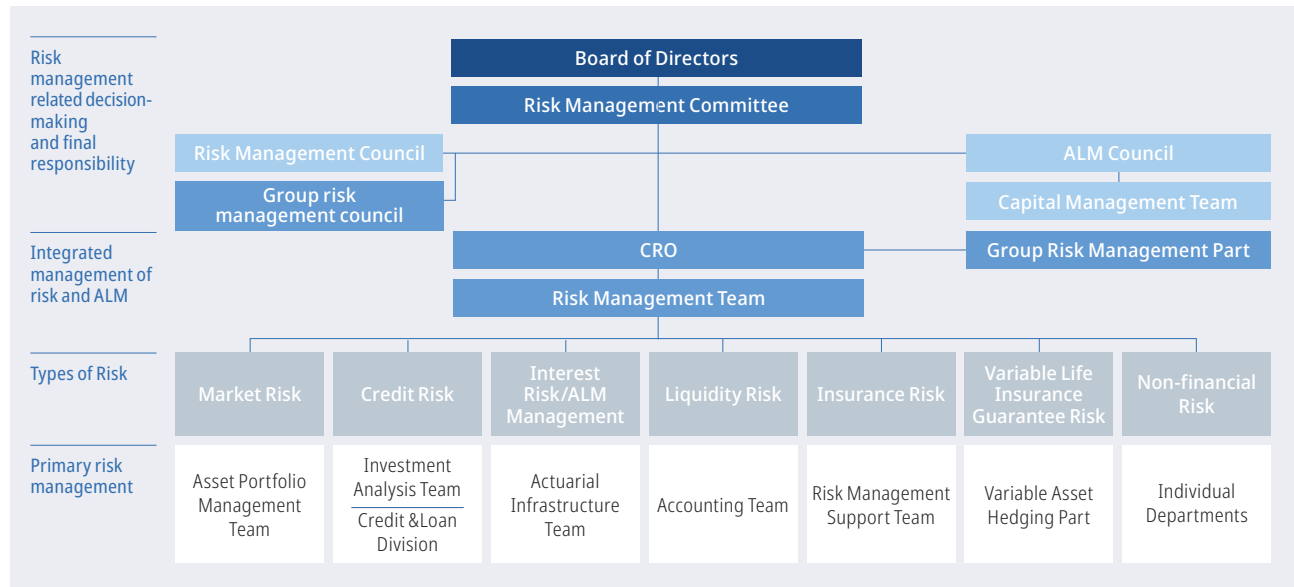 Risk
management
related decision-
making
and final
responsibility
Board of Directors
Risk Management Committee
Risk Management Council
ALM Council
Group risk
management council
Capital Management Team
Integrated
management of
risk and ALM
CRO
Group Risk Management Part
Risk Management Team
Types of Risk
Market Risk
Credit Risk
Interest
Risk/ALM
Management
Liquidity Risk
Insurance Risk
Variable Life
Insurance
Guarantee Risk
Non-financial
Risk
Primary risk
management
Asset Portfolio
Management
Team
Investment
Analysis Team
Credit &Loan
Division
Actuarial
Infrastructure
Team
Accounting Team
Risk Management
Support Team
Variable Asset
Hedging Part
Individual
Departments